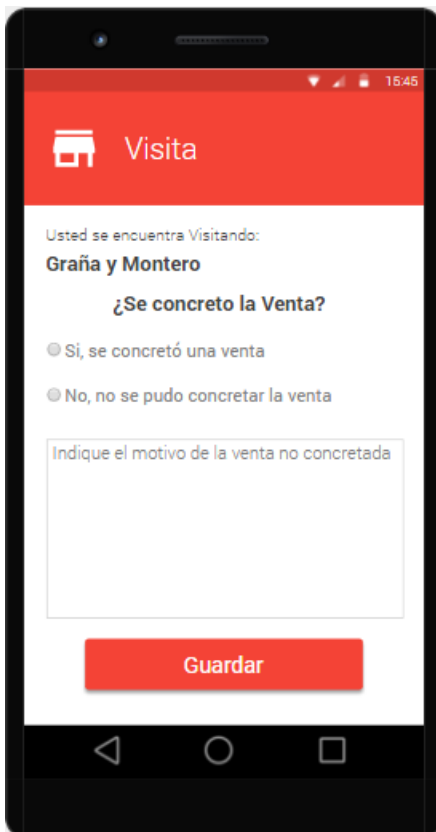 15:45
Visita
Usted se encuentra Visitando:
Graña y Montero
¿Se concreto la Venta?
Si, se concretó una venta
No, no se pudo concretar la venta
Indique el motivo de la venta no concretada
Guardar